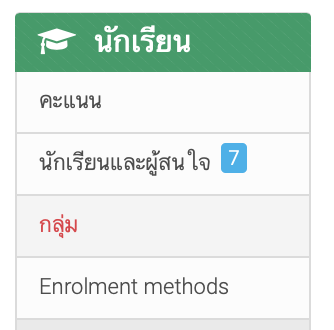 นักเรียน
คะแนน
นักเรียนและผู้สนใจ 7
กลุ่ม
Enrolment methods